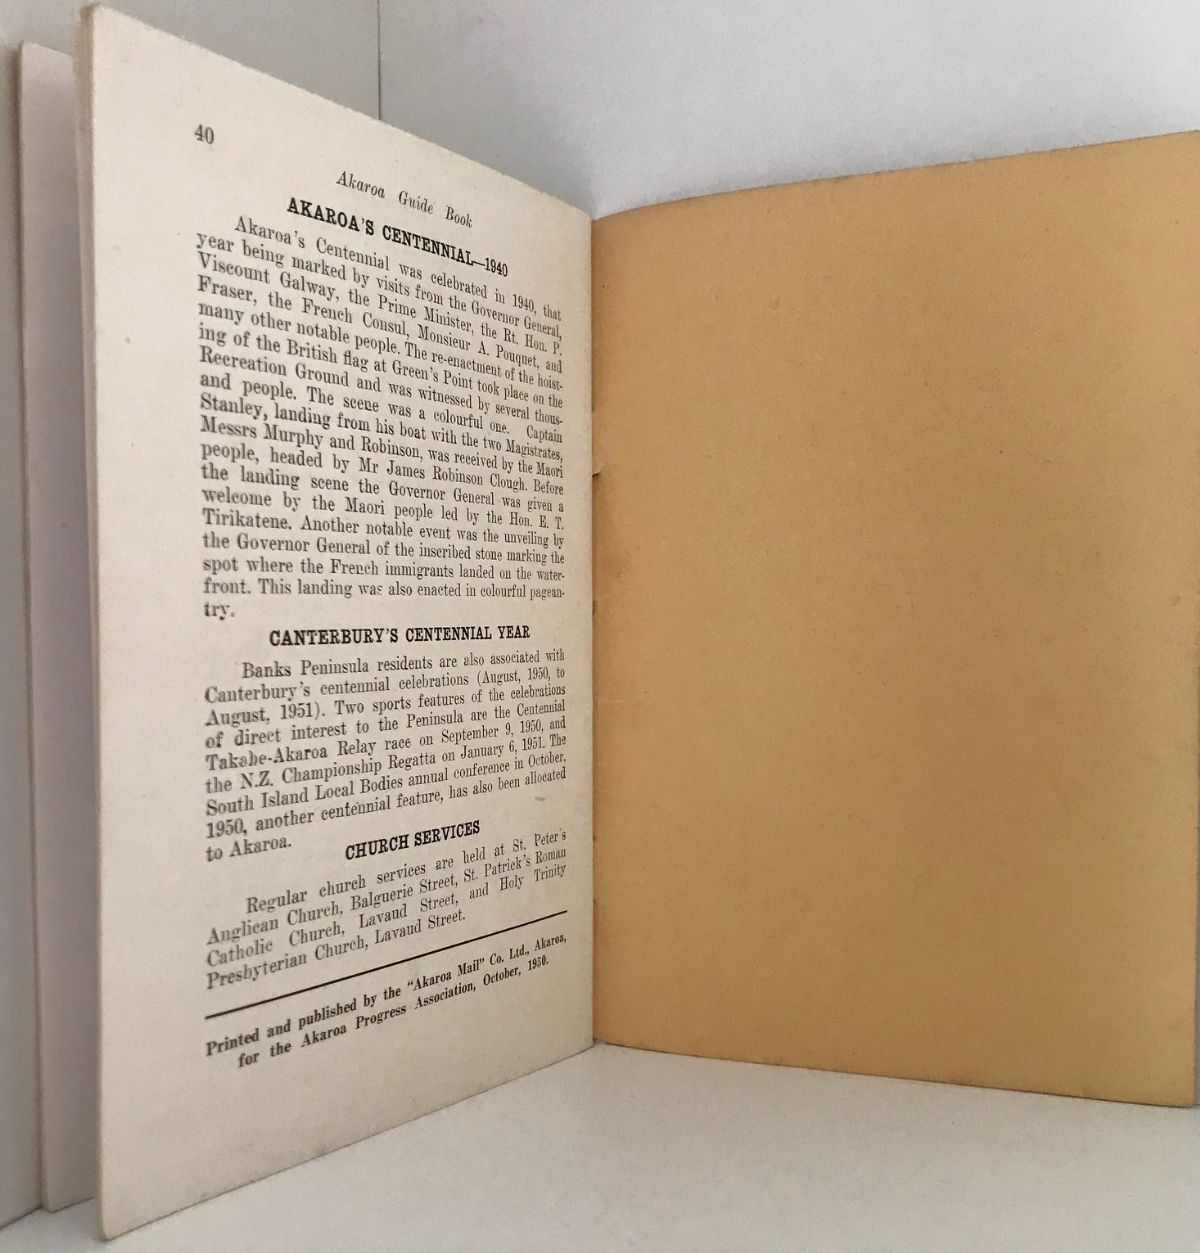 40
Akaroa Guide Book
AKAROA'S CENTENNIAL—1940
Akaroa's Centennial was celebrated in 1940, that
year being marked by visits from the Governor General,
Viscount Galway, the Prime Minister, the Rt. Hon. P.
Fraser, the French Consul, Monsieur A. Pouquet, and
many other notable people. The re-enactment of the hoist-
ing of the British flag at Green's Point took place on the
Recreation Ground and was witnessed by several thous-
and people. The scene was a colourful one. Captain
Stanley, landing from his boat with the two Magistrates,
Messrs Murphy and Robinson, was received by the Maori
people, headed by Mr James Robinson Clough. Before
the landing scene the Governor General was given a
welcome by the Maori people led by the Hon. E. T.
Tirikatene. Another notable event was the unveiling by
the Governor General of the inscribed stone marking the
spot where the French immigrants landed on the water-
front. This landing was also enacted in colourful pagean-
try.
CANTERBURY'S CENTENNIAL YEAR
Banks Peninsula residents are also associated with
Canterbury's centennial celebrations (August, 1950, to
August, 1951). Two sports features of the celebrations
of direct interest to the Peninsula are the Centennial
Takahe-Akaroa Relay race on September 9, 1950, and
the N.Z. Championship Regatta on January 6, 1951. The
South Island Local Bodies annual conference in October,
1950, another centennial feature, has also been allocated
to Akaroa.
CHURCH SERVICES
Regular church services are held at St. Peter's
Anglican Church, Balguerie Street, St. Patrick's Roman
Catholic Church, Lavaud Street, and Holy Trinity
Presbyterian Church, Lavaud Street.
Printed and published by the "Akaroa Mail" Co. Ltd., Akaroa,
for the Akaroa Progress Association, October, 1950.